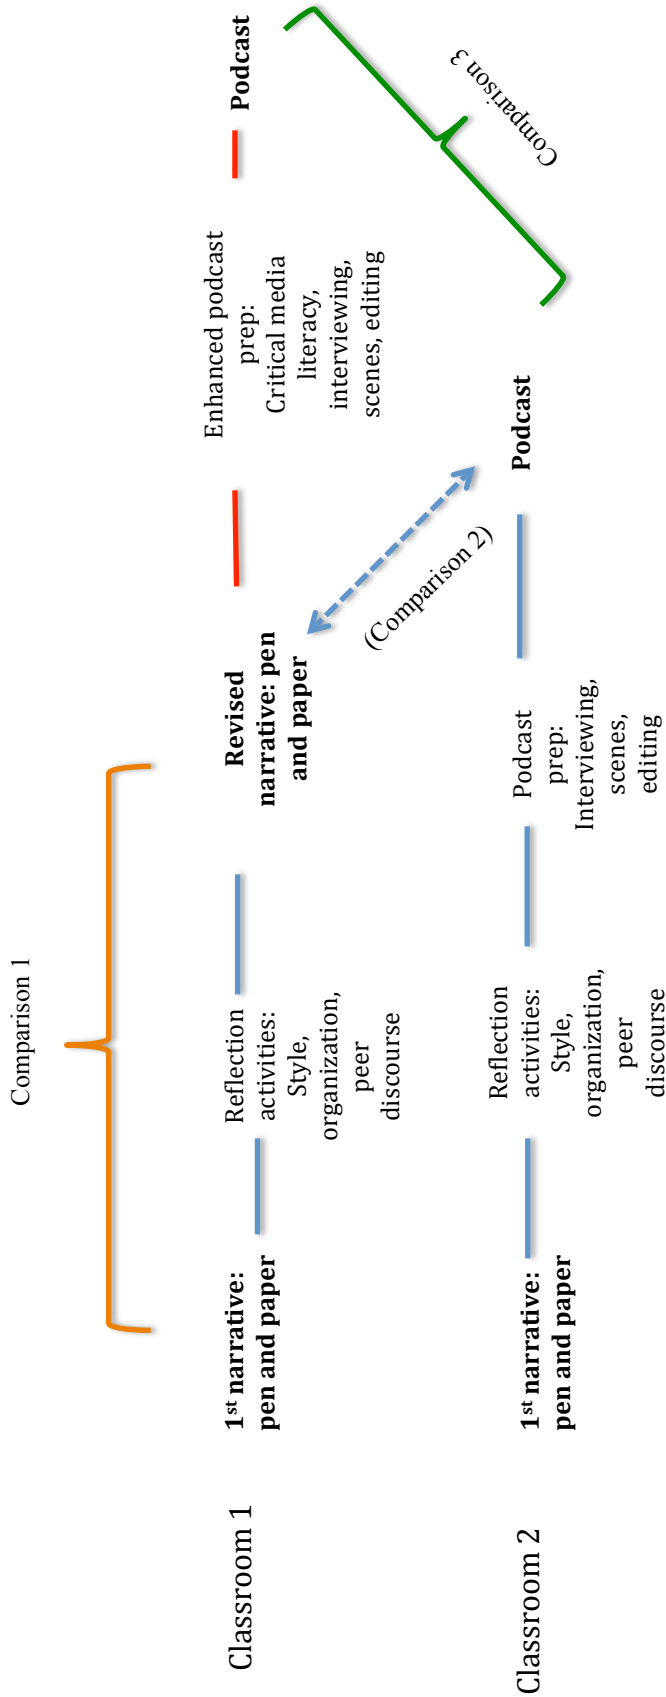 Comparison 1
Classroom 1
1st narrative:
pen and paper
Reflection
activities:
Style,
organization,
peer
discourse
Revised
narrative: pen
and paper
Enhanced podcast
prep:
Critical media
literacy,
interviewing,
scenes, editing
Podcast
(Comparison 2)
Comparison 3
Classroom 2
1st narrative:
pen and paper
Reflection
activities:
Style,
organization,
peer
discourse
Podcast
prep:
Interviewing,
scenes,
editing
Podcast